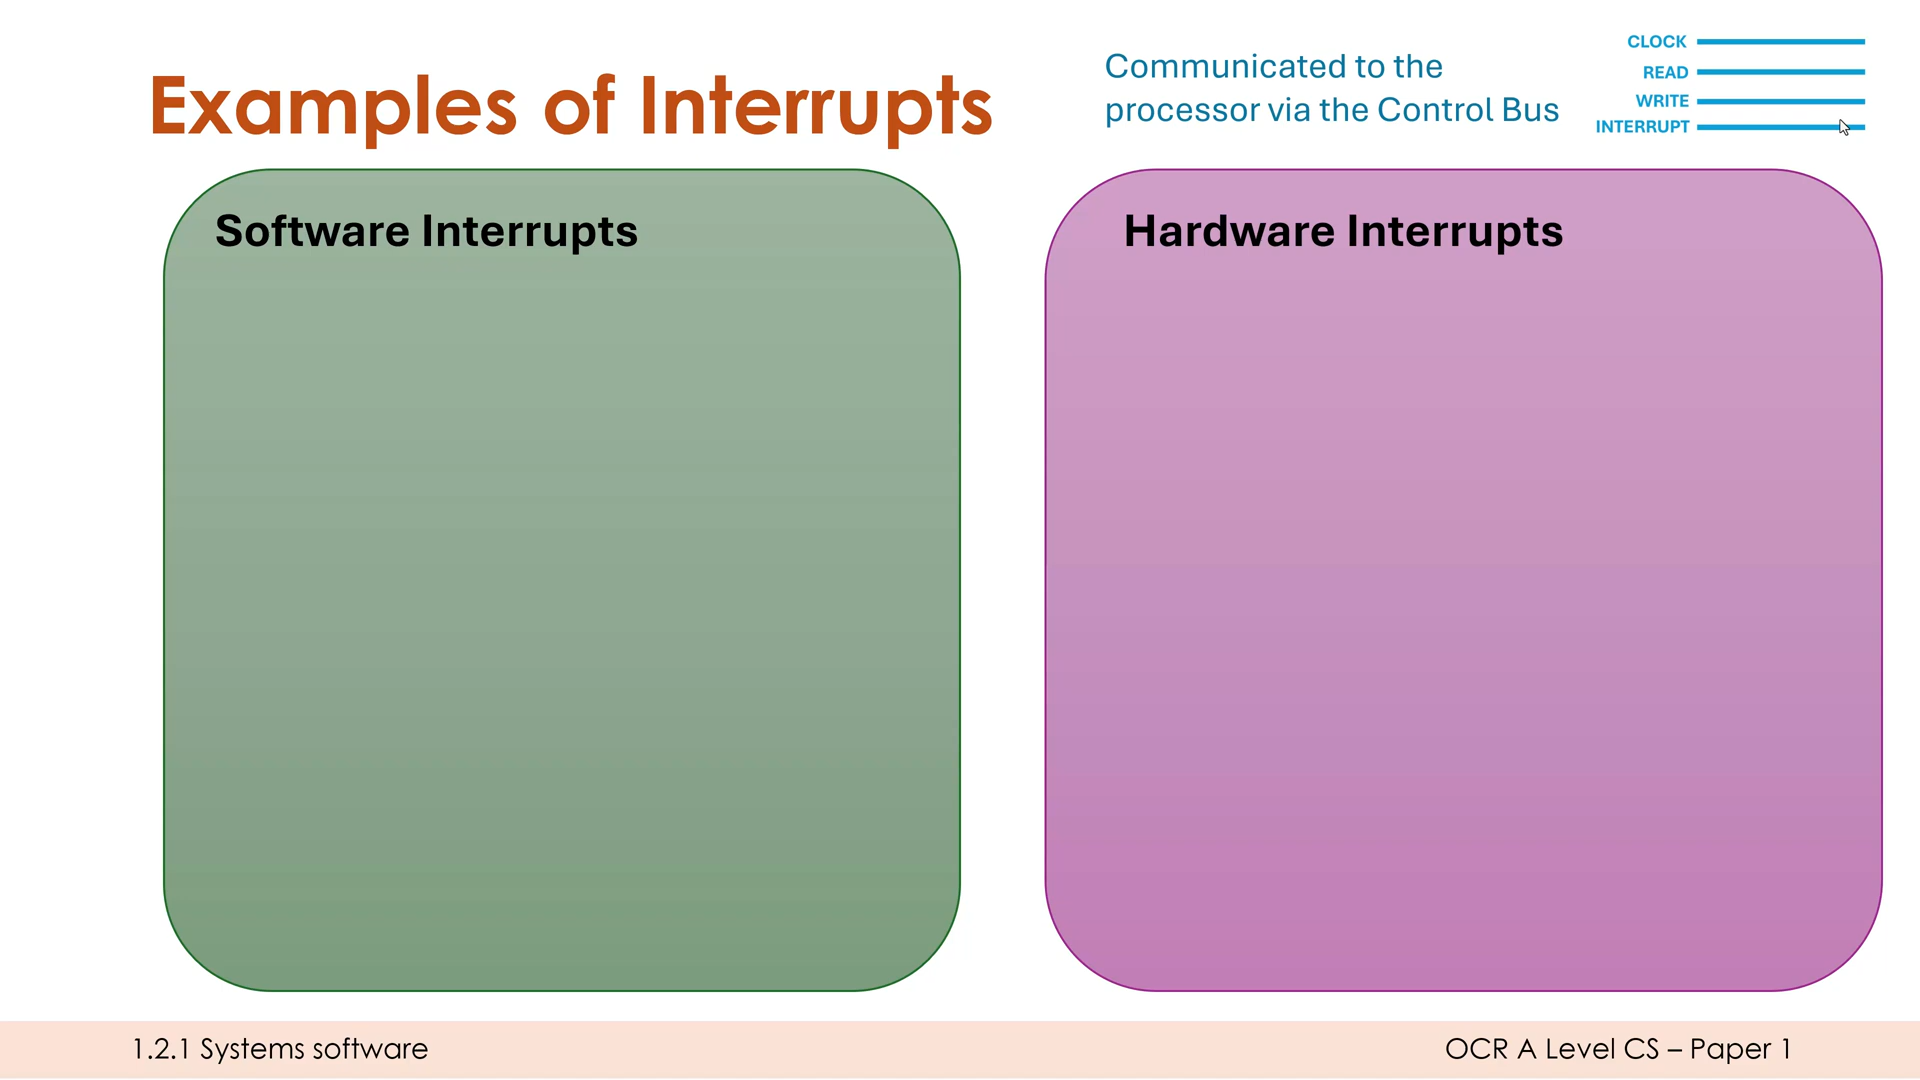 Examples of Interrupts
Communicated to the
processor via the Control Bus
CLOCK
READ
WRITE
INTERRUPT
Software Interrupts
Hardware Interrupts
1.2.1 Systems software
OCR A Level CS – Paper 1